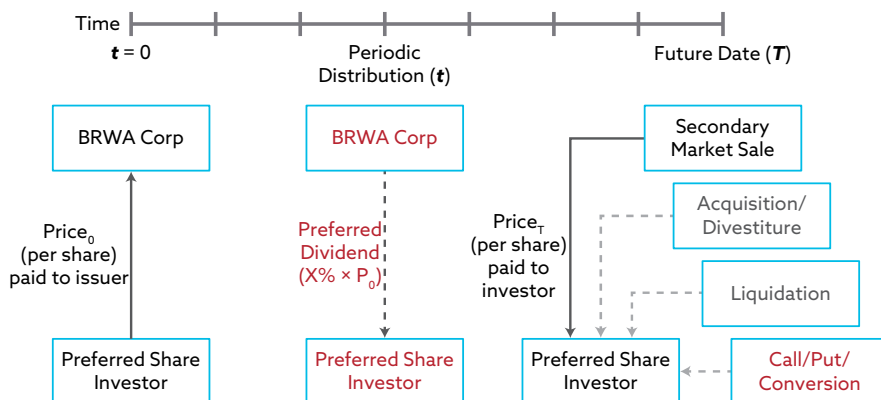 Time
t = 0
Periodic
Distribution (t)
Future Date (T)
BRWA Corp
BRWA Corp
Secondary
Market Sale
Acquisition/
Divestiture
Price0
(per share)
paid to issuer
Preferred
Dividend
(X% × P0)
PriceT
(per share)
paid to
investor
Liquidation
Preferred Share
Investor
Preferred Share
Investor
Preferred Share
Investor
Call/Put/
Conversion